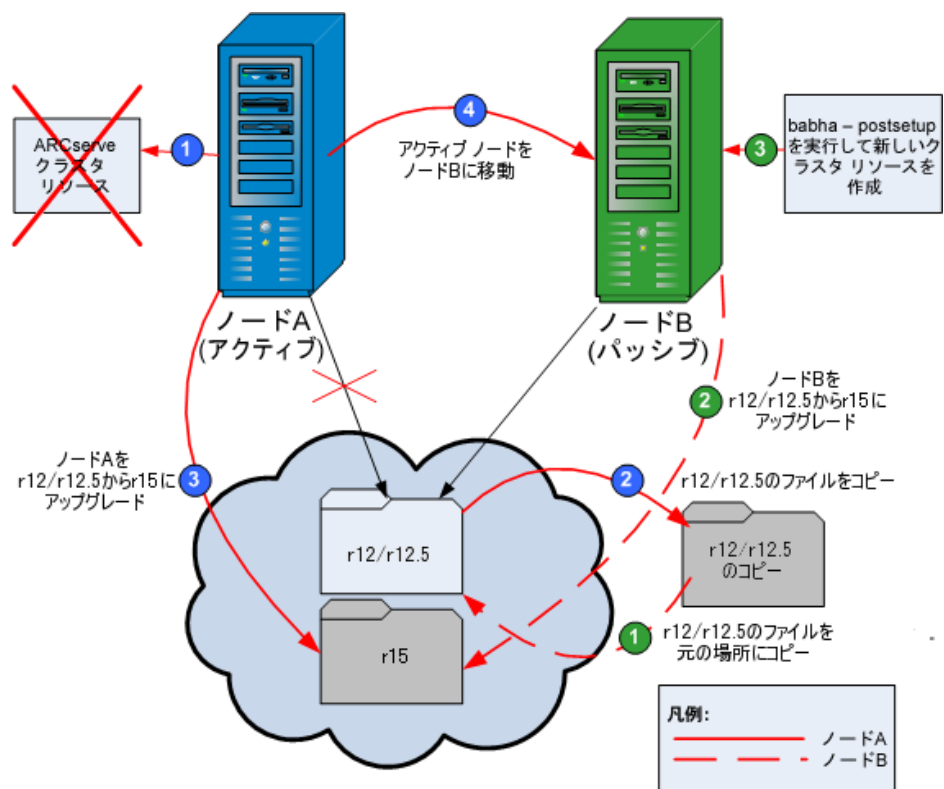 ARCserve
クラスタ
リソース
1
4
アクティブ ノードを
ノードBに移動
3
babha – postsetup
を実行して新しいク
ラスタ リソースを
作成
ノードA
(アクティブ)
ノードB
(パッシブ)
2
ノードBを
r12/r12.5からr15に
アップグレード
ノードAを
r12/r12.5からr15に
アップグレード
3
2
r12/r12.5のファイルをコピー
r12/r12.5
r12/r12.5
のコピー
r15
1
r12/r12.5のファイルを
元の場所にコピー
凡例:
ノードA
ノードB